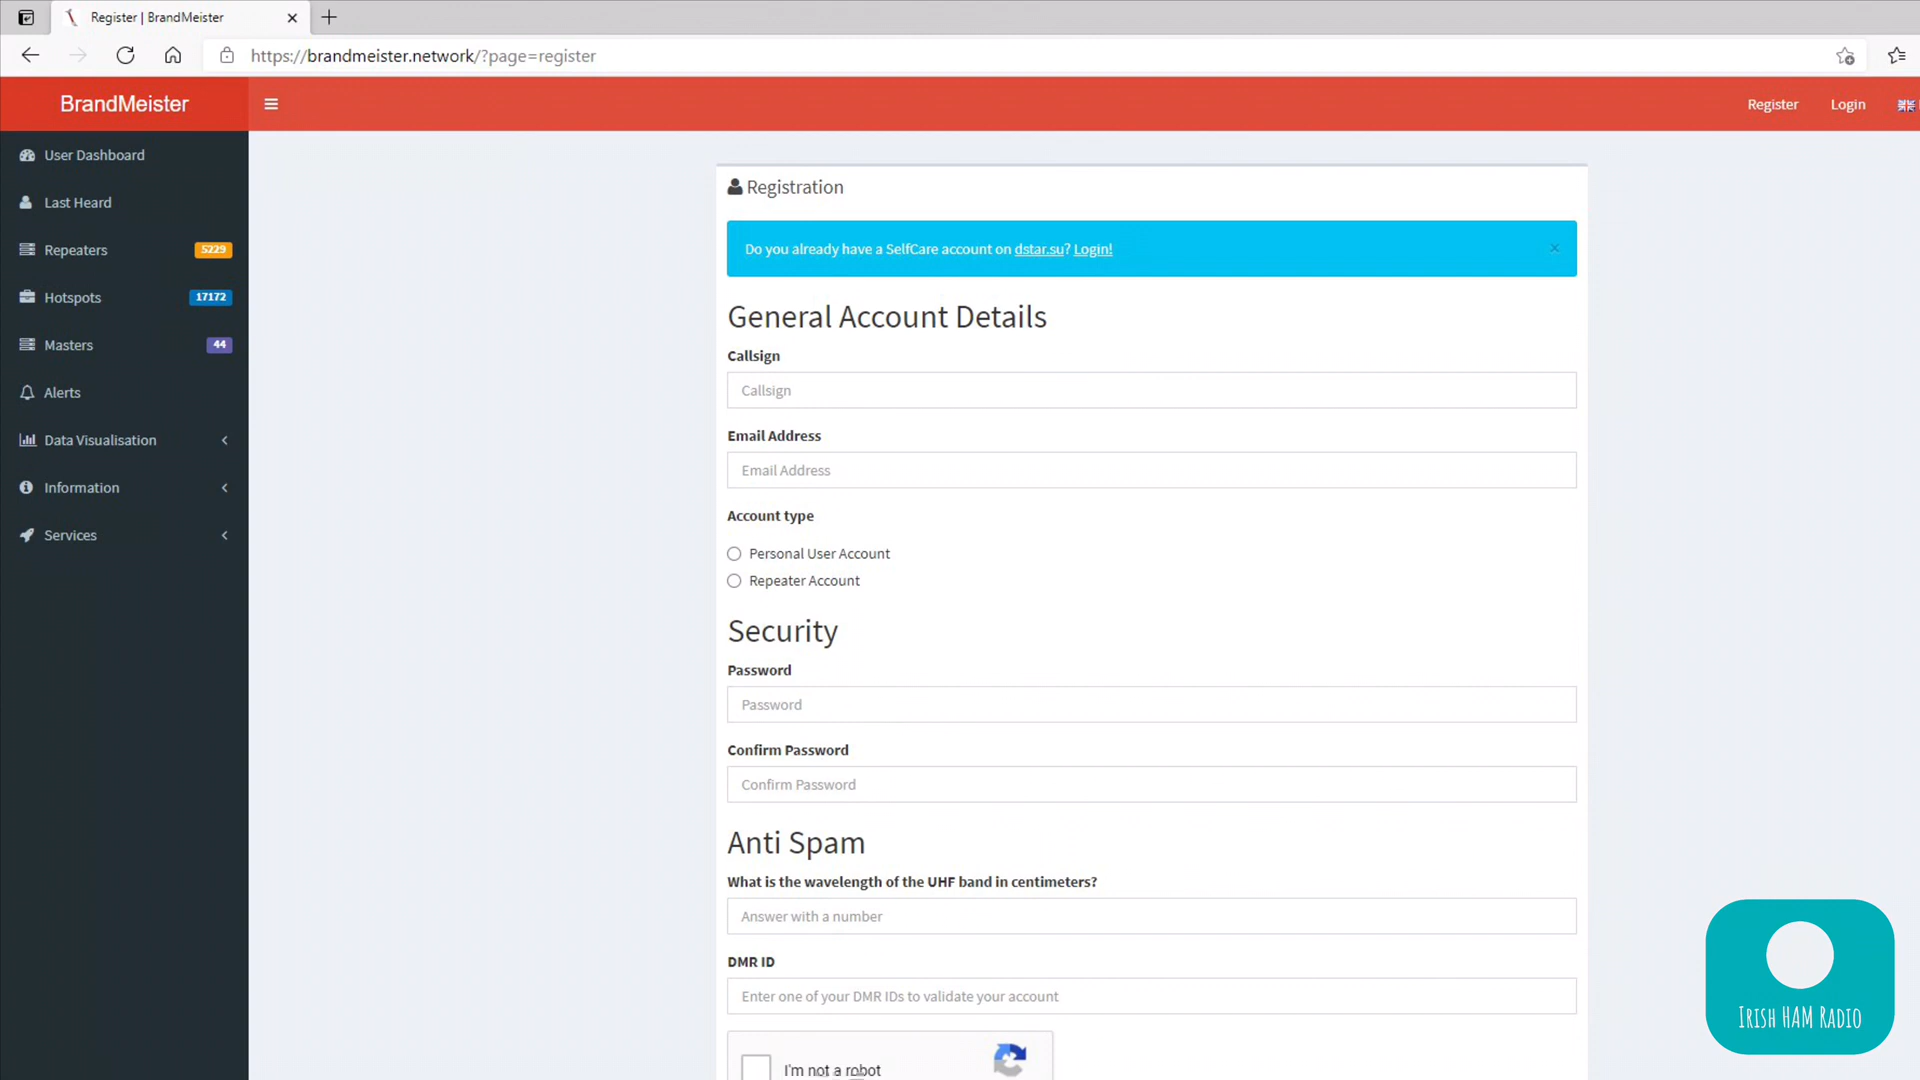 Register | BrandMeister
https://brandmeister.network/?page=register
BrandMeister
Register
Login
User Dashboard
Last Heard
Repeaters 5229
Hotspots 17172
Masters 44
Alerts
Data Visualisation
Information
Services
Registration
Do you already have a SelfCare account on dstar.su? Login!
General Account Details
Callsign
Callsign
Email Address
Email Address
Account type
Personal User Account
Repeater Account
Security
Password
Password
Confirm Password
Confirm Password
Anti Spam
What is the wavelength of the UHF band in centimeters?
Answer with a number
DMR ID
Enter one of your DMR IDs to validate your account
I'm not a robot
IRISH HAM RADIO